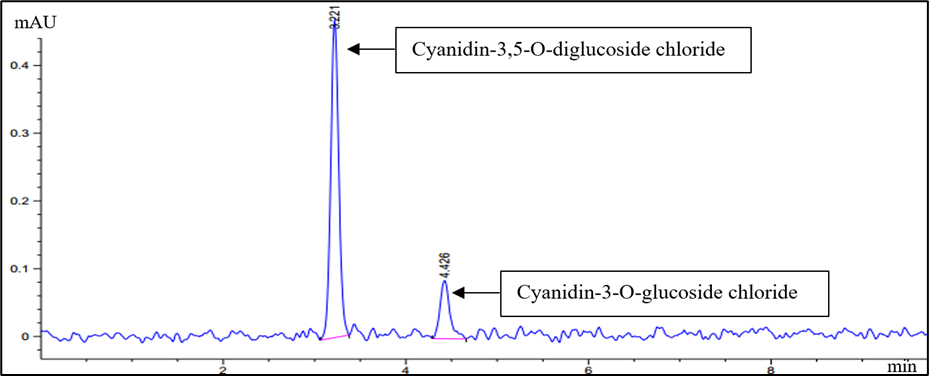 mAU
3.221
Cyanidin-3,5-O-diglucoside chloride
0.4
0.3
0.2
0.1
4.426
Cyanidin-3-O-glucoside chloride
0
2
4
6
8
min